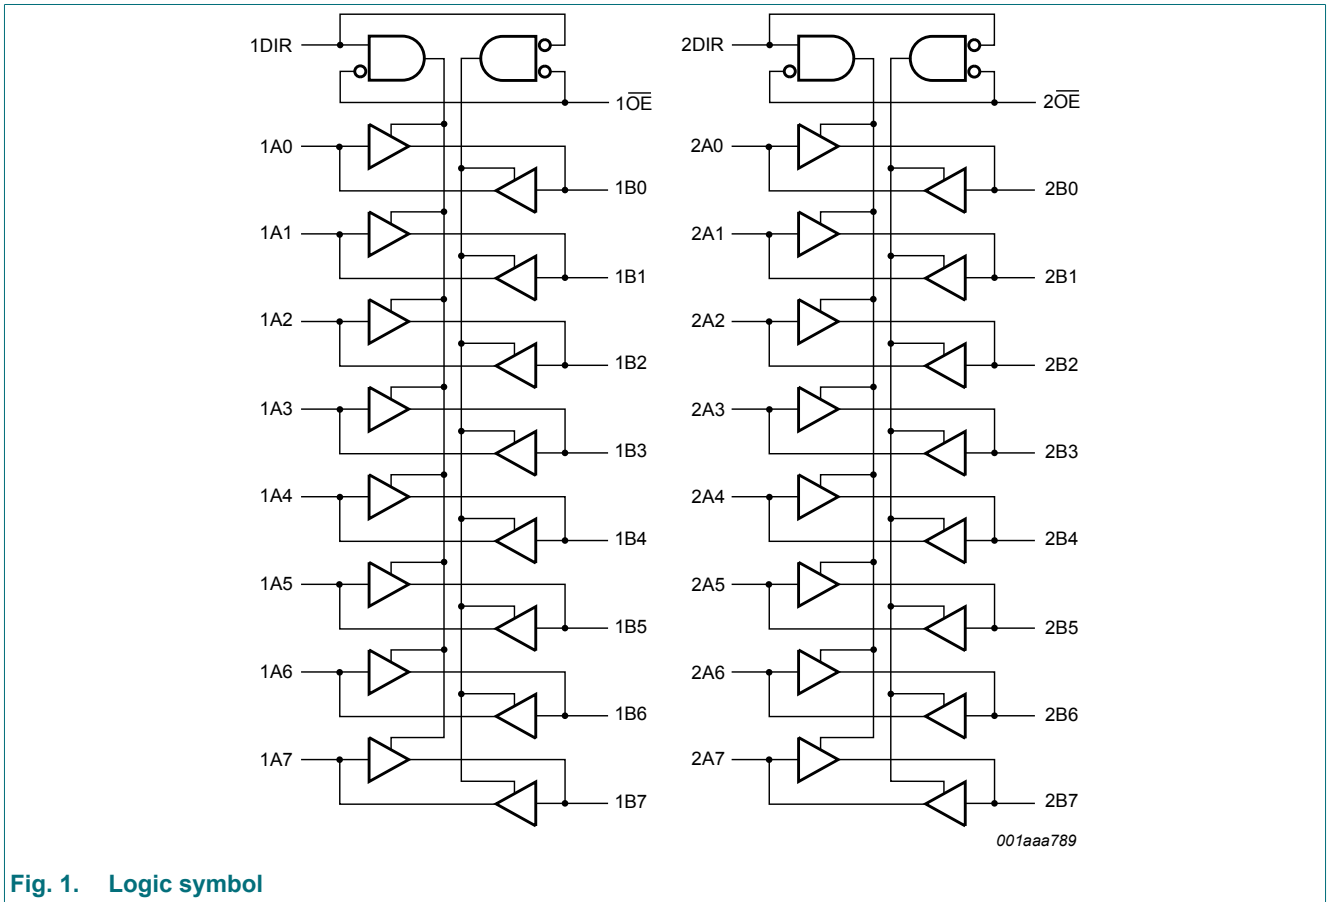 1DIR
2DIR
1O̅E̅
2O̅E̅
1A0
2A0
1B0
2B0
1A1
2A1
1B1
2B1
1A2
2A2
1B2
2B2
1A3
2A3
1B3
2B3
1A4
2A4
1B4
2B4
1A5
2A5
1B5
2B5
1A6
2A6
1B6
2B6
1A7
2A7
1B7
2B7
001aaa789
Fig. 1. Logic symbol